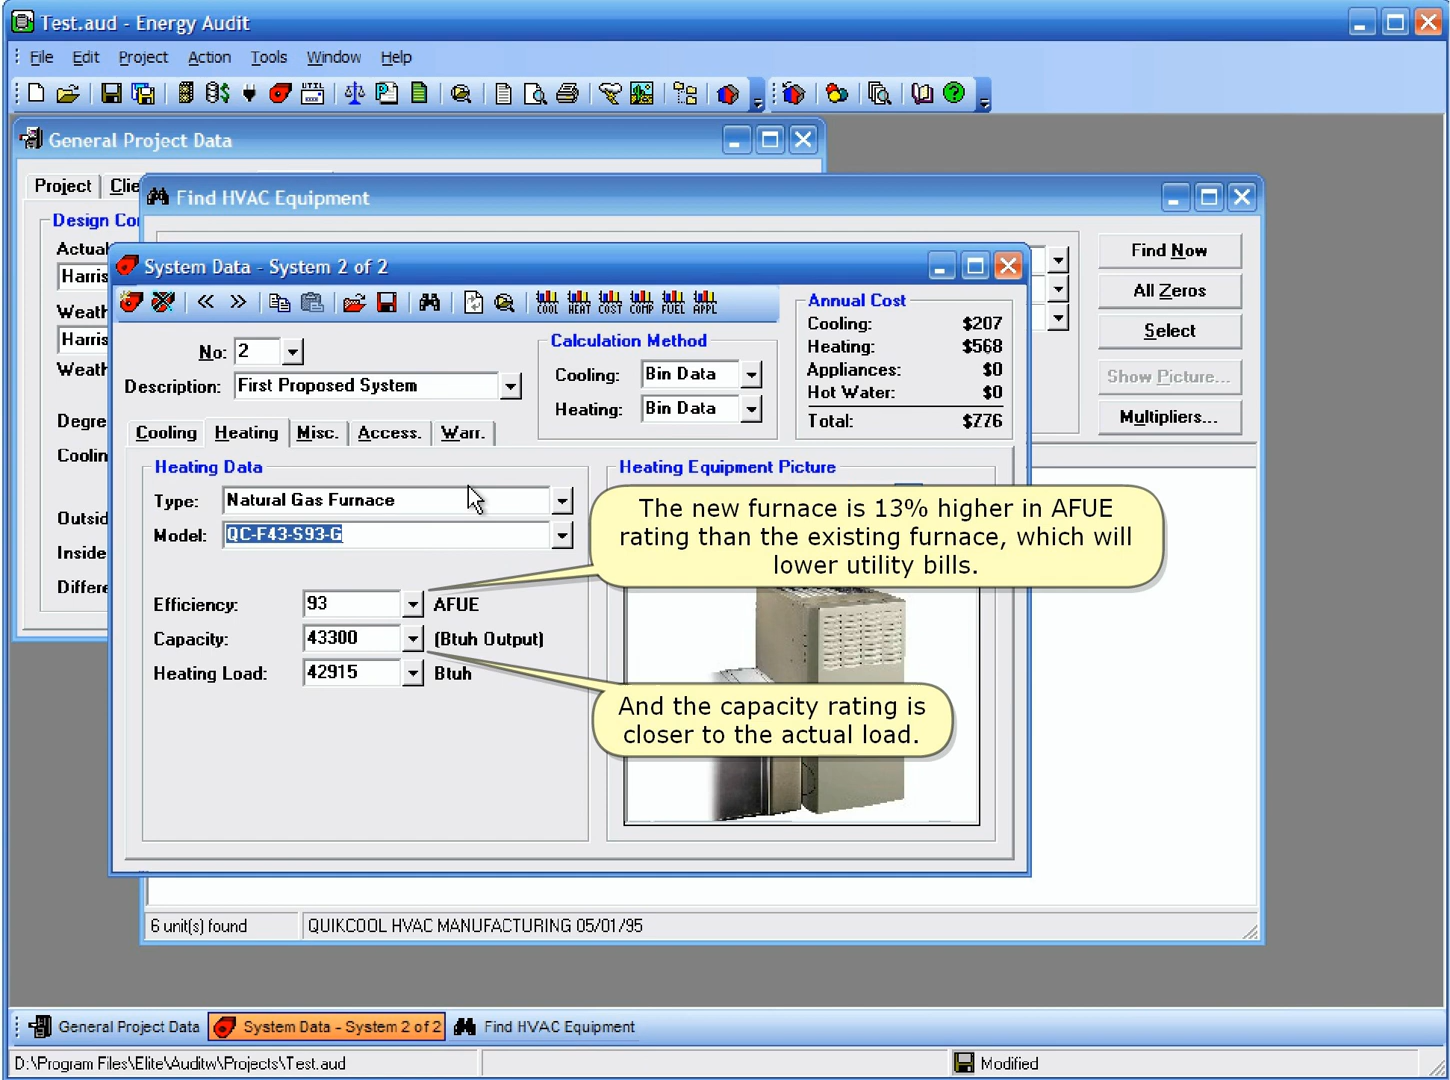 Test.aud - Energy Audit
File Edit Project Action Tools Window Help
General Project Data
Project Clie
Find HVAC Equipment
Design Co
Actual
Harris
Weath
Harris
Weath
Degre
Coolin
Outsid
Inside
Differe
Find Now
All Zeros
Select
Show Picture...
Multipliers...
System Data - System 2 of 2
COOL HEAT COST COMP FUEL APPL
No: 2
Description: First Proposed System
Calculation Method
Cooling: Bin Data
Heating: Bin Data
Annual Cost
Cooling: $207
Heating: $568
Appliances: $0
Hot Water: $0
Total: $776
Cooling Heating Misc. Access. Warr.
Heating Data
Type: Natural Gas Furnace
Model: QC-F43-S93-G
Efficiency: 93 AFUE
Capacity: 43300 (Btuh Output)
Heating Load: 42915 Btuh
Heating Equipment Picture
The new furnace is 13% higher in AFUE
rating than the existing furnace, which will
lower utility bills.
And the capacity rating is
closer to the actual load.
6 unit(s) found QUIKCOOL HVAC MANUFACTURING 05/01/95
General Project Data System Data - System 2 of 2 Find HVAC Equipment
D:\Program Files\Elite\Auditw\Projects\Test.aud Modified